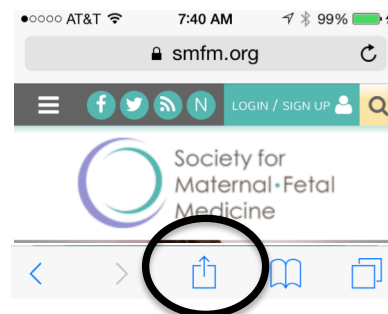 AT&T 7:40 AM 99%
smfm.org
f N LOGIN / SIGN UP
Society for
Maternal•Fetal
Medicine